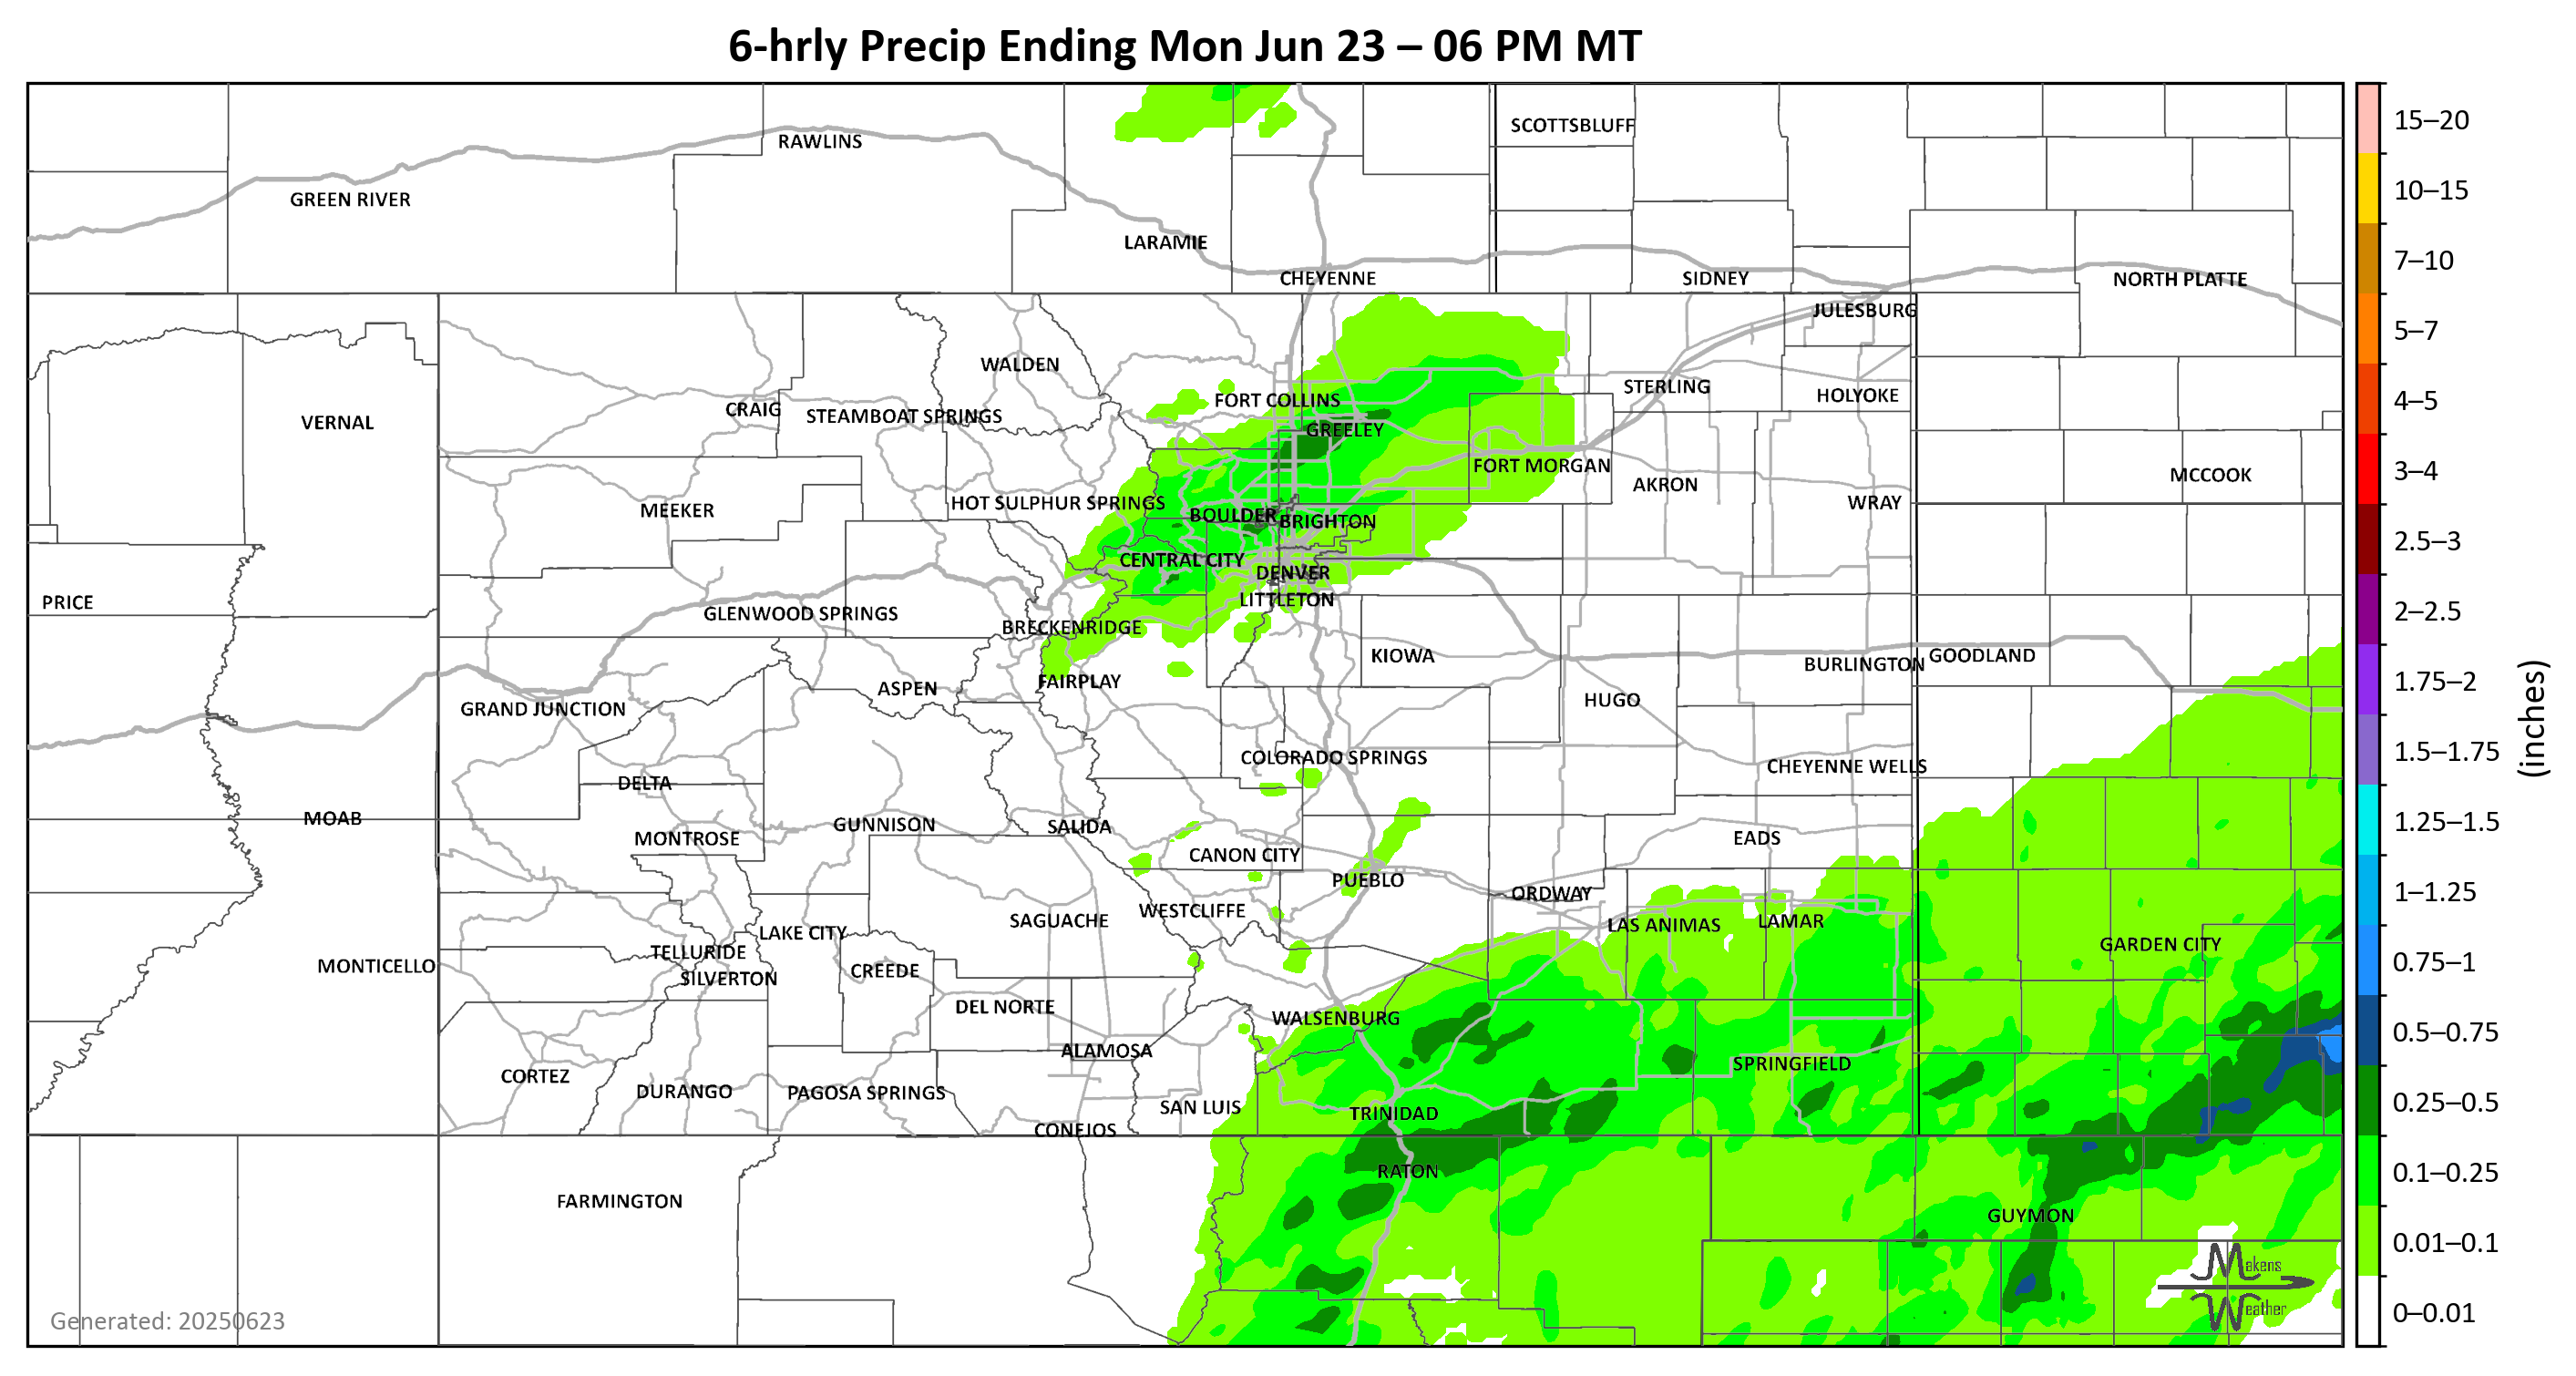 6-hrly Precip Ending Mon Jun 23 – 06 PM MT
15–20
SCOTTSBLUFF
RAWLINS
10–15
GREEN RIVER
LARAMIE
7–10
CHEYENNE
SIDNEY
NORTH PLATTE
JULESBURG
5–7
WALDEN
STERLING
HOLYOKE
4–5
FORT COLLINS
CRAIG
STEAMBOAT SPRINGS
VERNAL
GREELEY
FORT MORGAN
3–4
MCCOOK
AKRON
HOT SULPHUR SPRINGS
WRAY
MEEKER
BOULDER
BRIGHTON
2.5–3
CENTRAL CITY
DENVER
PRICE
LITTLETON
2–2.5
GLENWOOD SPRINGS
BRECKENRIDGE
KIOWA
GOODLAND
BURLINGTON
FAIRPLAY
1.75–2
ASPEN
HUGO
GRAND JUNCTION
(inches)
1.5–1.75
COLORADO SPRINGS
CHEYENNE WELLS
DELTA
MOAB
1.25–1.5
GUNNISON
SALIDA
MONTROSE
EADS
CANON CITY
PUEBLO
1–1.25
ORDWAY
WESTCLIFFE
SAGUACHE
LAS ANIMAS
LAMAR
LAKE CITY
GARDEN CITY
TELLURIDE
0.75–1
MONTICELLO
CREEDE
SILVERTON
DEL NORTE
WALSENBURG
0.5–0.75
ALAMOSA
SPRINGFIELD
CORTEZ
DURANGO
PAGOSA SPRINGS
0.25–0.5
SAN LUIS
TRINIDAD
CONEJOS
RATON
0.1–0.25
FARMINGTON
GUYMON
0.01–0.1
Makens
Weather
0–0.01
Generated: 20250623